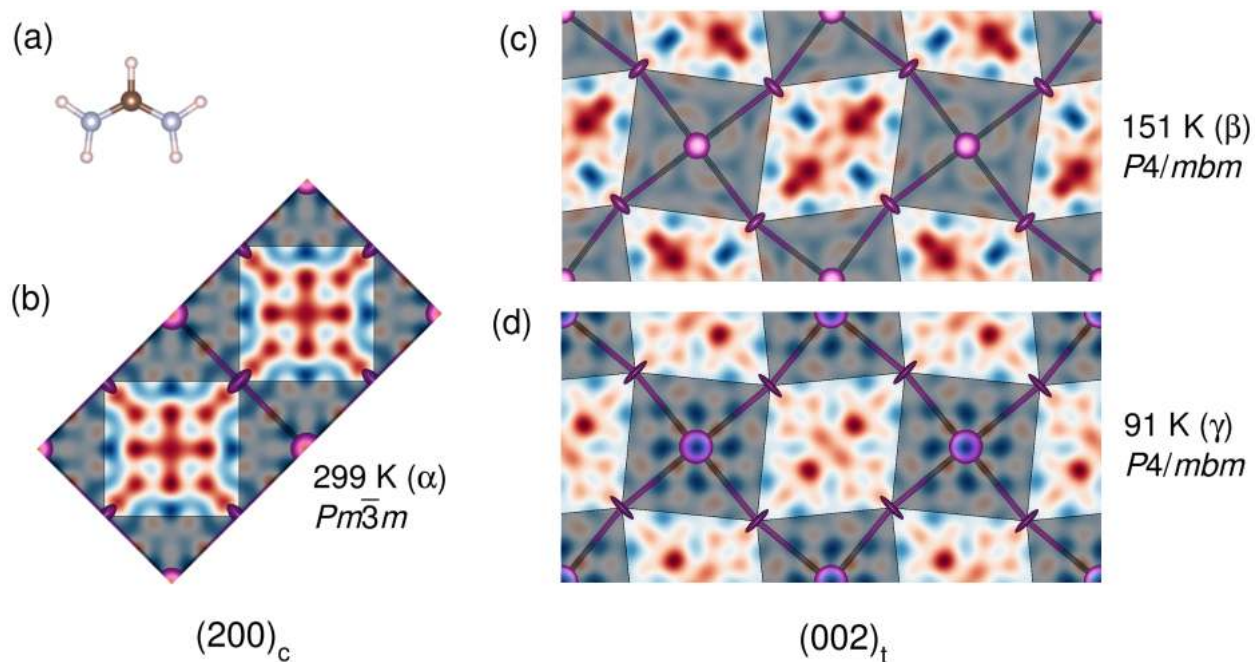 (a)
(b)
299 K (α)
Pm3̅m
(200)c
(c)
151 K (β)
P4/mbm
(d)
91 K (γ)
P4/mbm
(002)t